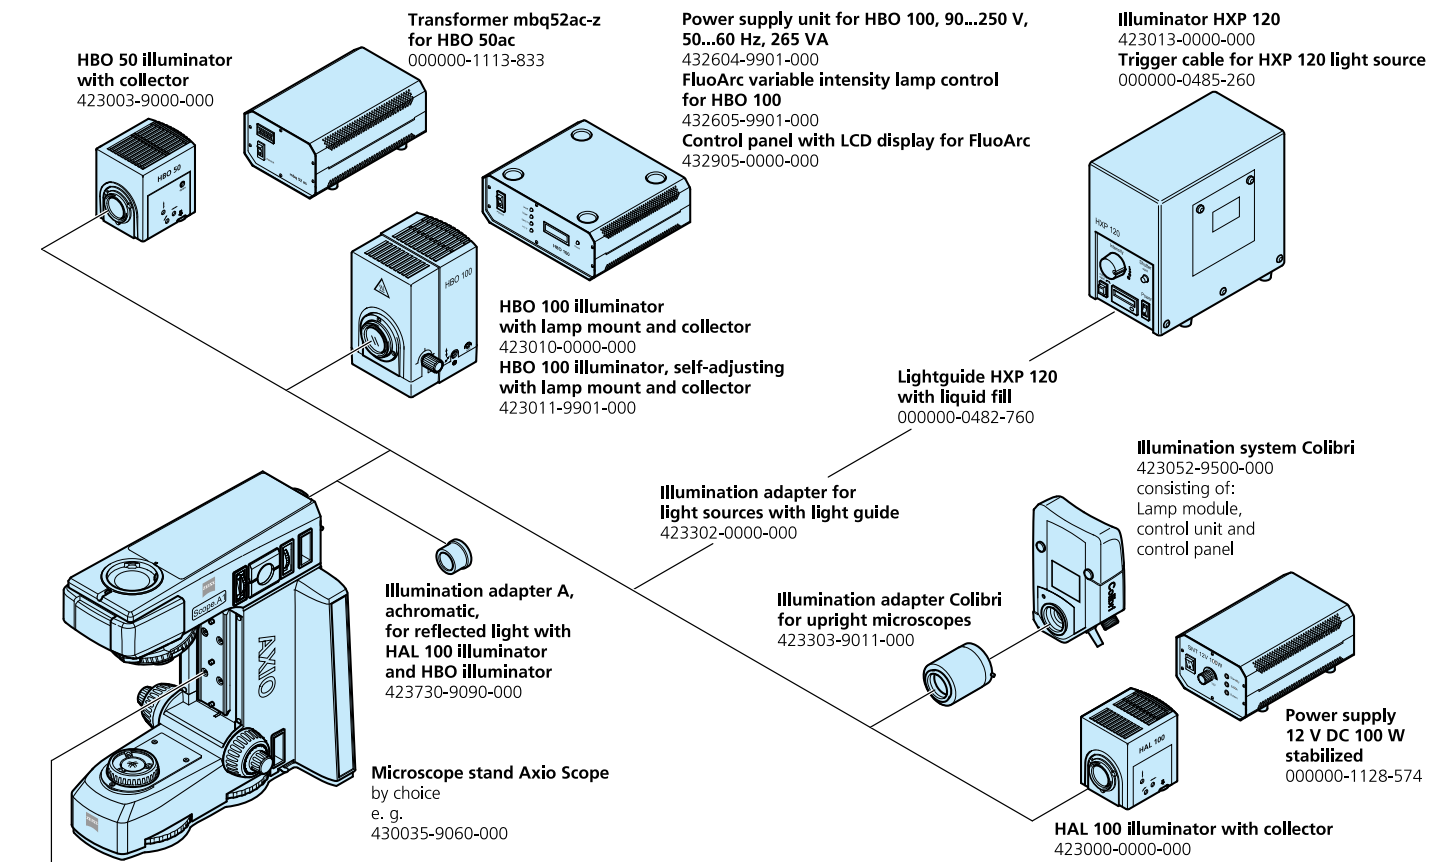 HBO 50 illuminator
with collector
423003-9000-000
Transformer mbq52ac-z
for HBO 50ac
000000-1113-833
Power supply unit for HBO 100, 90...250 V,
50...60 Hz, 265 VA
432604-9901-000
FluoArc variable intensity lamp control
for HBO 100
432605-9901-000
Control panel with LCD display for FluoArc
432905-0000-000
Illuminator HXP 120
423013-0000-000
Trigger cable for HXP 120 light source
000000-0485-260
HBO 50
HBO 100
HBO 100
HXP 120
HBO 100 illuminator
with lamp mount and collector
423010-0000-000
HBO 100 illuminator, self-adjusting
with lamp mount and collector
423011-9901-000
Lightguide HXP 120
with liquid fill
000000-0482-760
Illumination system Colibri
423052-9500-000
consisting of:
Lamp module,
control unit and
control panel
Illumination adapter for
light sources with light guide
423302-0000-000
Illumination adapter A,
achromatic,
for reflected light with
HAL 100 illuminator
and HBO illuminator
423730-9090-000
Illumination adapter Colibri
for upright microscopes
423303-9011-000
Colibri
Scope.A1
AXIO
12V 100W
HAL 100
Power supply
12 V DC 100 W
stabilized
000000-1128-574
Microscope stand Axio Scope
by choice
e. g.
430035-9060-000
HAL 100 illuminator with collector
423000-0000-000